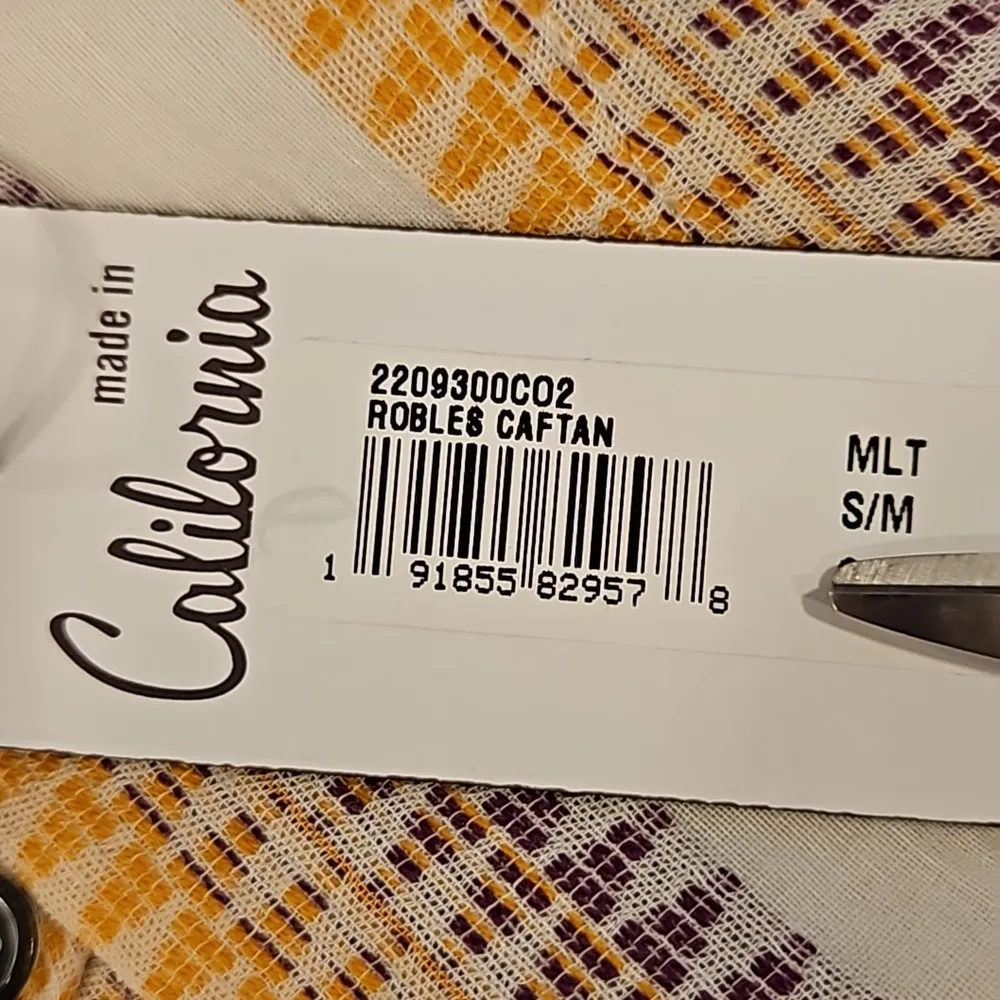 made in
California
2209300C02
ROBLES CAFTAN
1 91855 82957 8
MLT
S/M